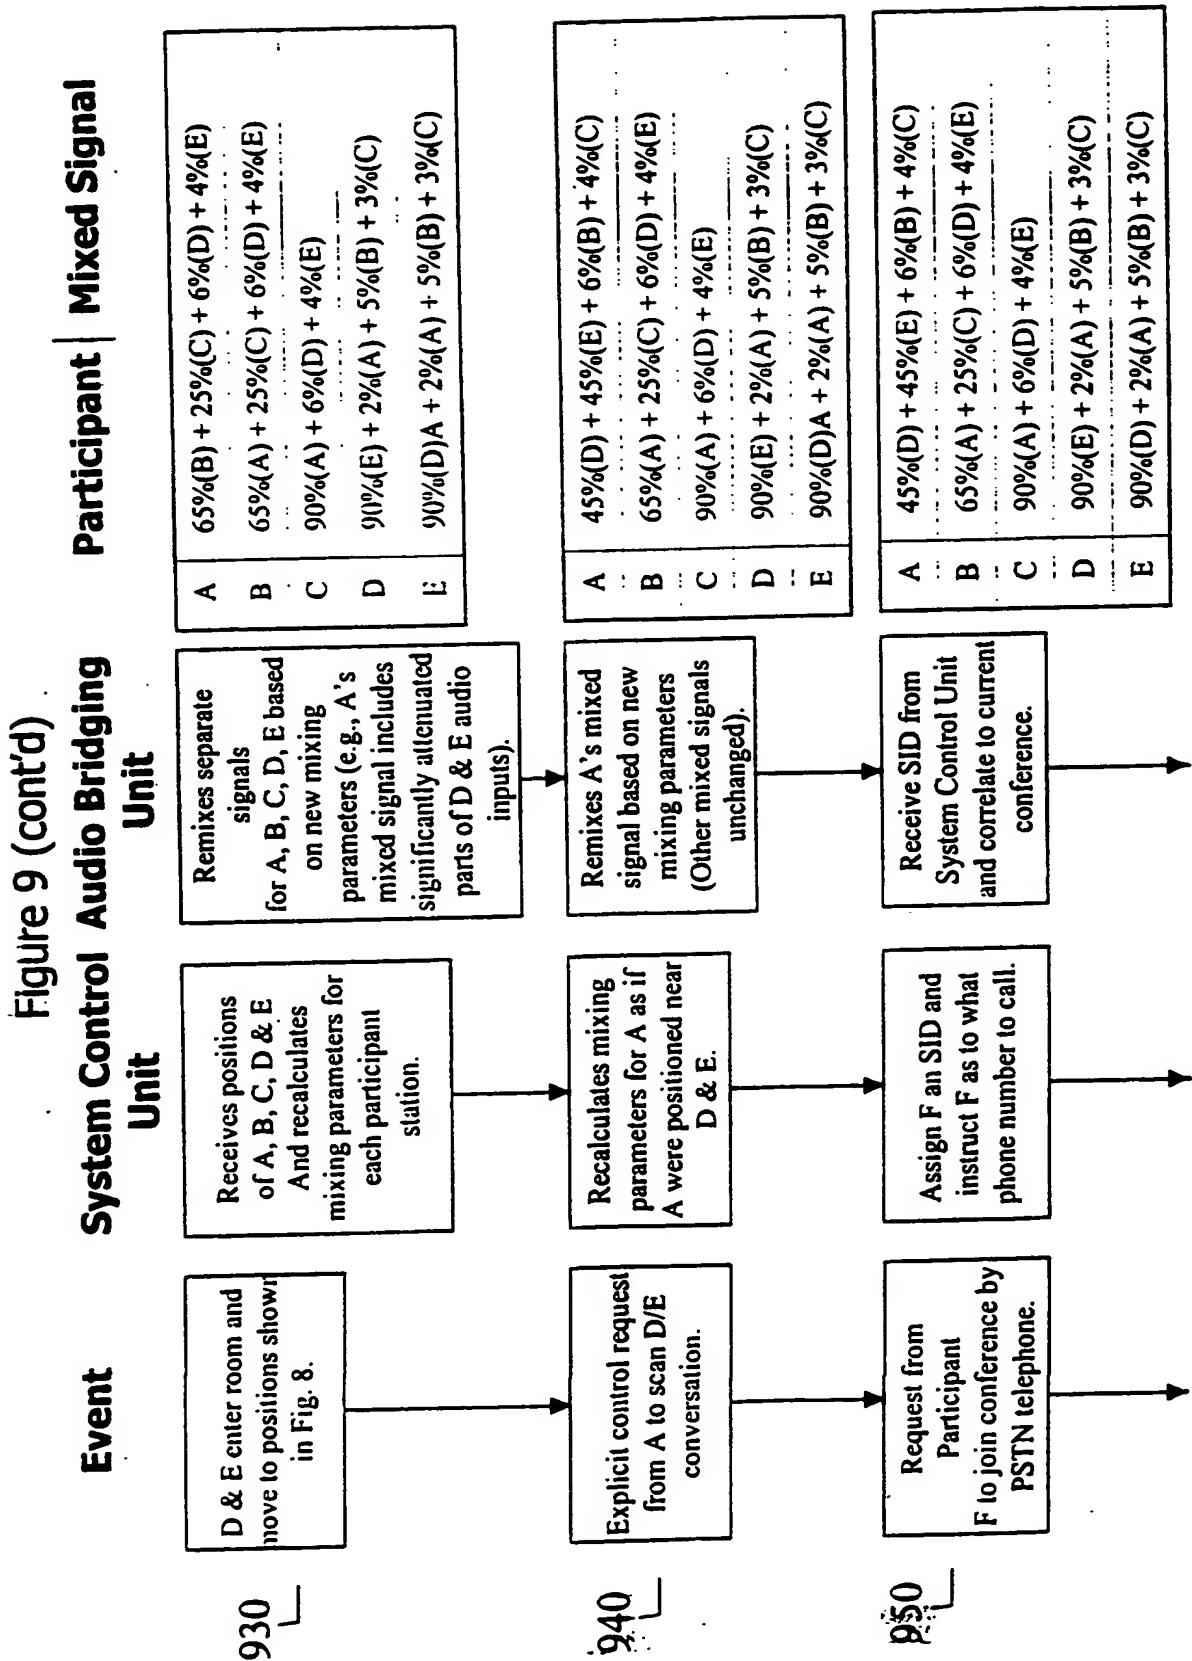 Figure 9 (cont'd)
Event
System Control
Unit
Audio Bridging
Unit
Participant | Mixed Signal
930
D & E enter room and
move to positions shown
in Fig. 8.
Receives positions
of A, B, C, D & E
And recalculates
mixing parameters for
each participant
station.
Remixes separate
signals
for A, B, C, D, E based
on new mixing
parameters (e.g., A's
mixed signal includes
significantly attenuated
parts of D & E audio
inputs).
A 65%(B) + 25%(C) + 6%(D) + 4%(E)
B 65%(A) + 25%(C) + 6%(D) + 4%(E)
C 90%(A) + 6%(D) + 4%(E)
D 90%(E) + 2%(A) + 5%(B) + 3%(C)
E 90%(D)A + 2%(A) + 5%(B) + 3%(C)
940
Explicit control request
from A to scan D/E
conversation.
Recalculates mixing
parameters for A as if
A were positioned near
D & E.
Remixes A's mixed
signal based on new
mixing parameters
(Other mixed signals
unchanged).
A 45%(D) + 45%(E) + 6%(B) + 4%(C)
B 65%(A) + 25%(C) + 6%(D) + 4%(E)
C 90%(A) + 6%(D) + 4%(E)
D 90%(E) + 2%(A) + 5%(B) + 3%(C)
E 90%(D)A + 2%(A) + 5%(B) + 3%(C)
950
Request from
Participant
F to join conference by
PSTN telephone.
Assign F an SID and
instruct F as to what
phone number to call.
Receive SID from
System Control Unit
and correlate to current
conference.
A 45%(D) + 45%(E) + 6%(B) + 4%(C)
B 65%(A) + 25%(C) + 6%(D) + 4%(E)
C 90%(A) + 6%(D) + 4%(E)
D 90%(E) + 2%(A) + 5%(B) + 3%(C)
E 90%(D) + 2%(A) + 5%(B) + 3%(C)